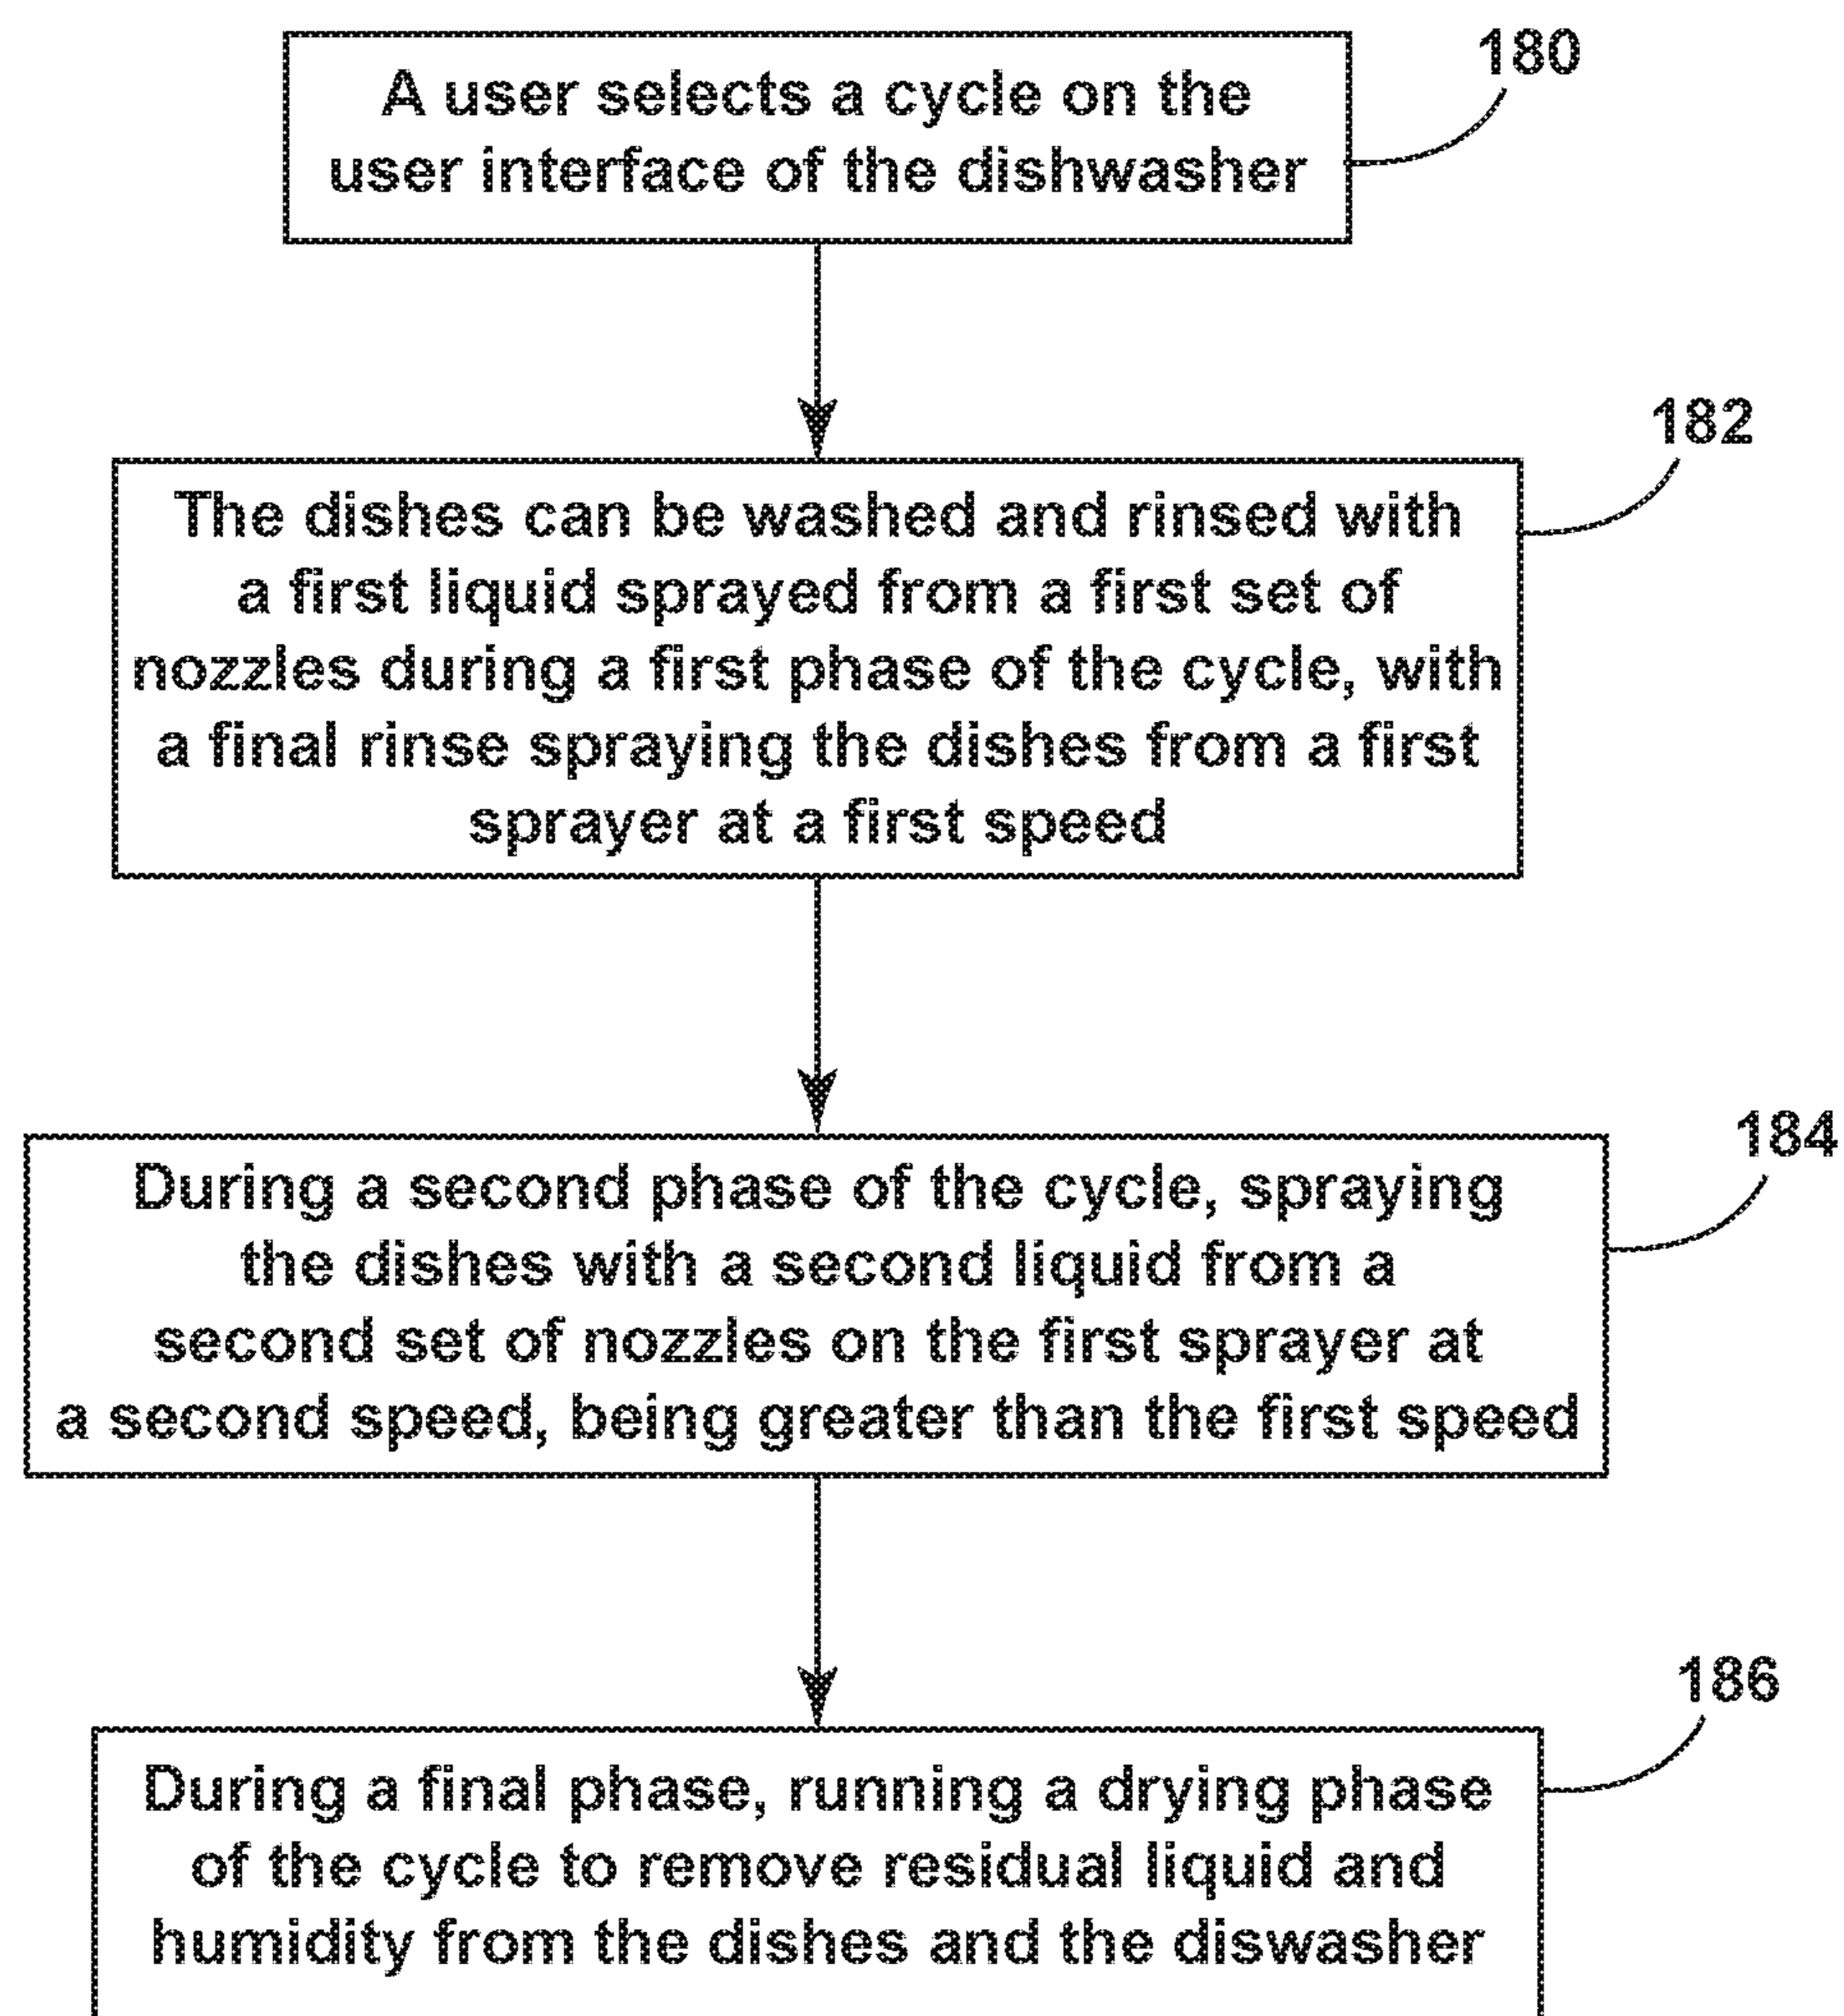 A user selects a cycle on the
user interface of the dishwasher
180
The dishes can be washed and rinsed with
a first liquid sprayed from a first set of
nozzles during a first phase of the cycle, with
a final rinse spraying the dishes from a first
sprayer at a first speed
182
During a second phase of the cycle, spraying
the dishes with a second liquid from a
second set of nozzles on the first sprayer at
a second speed, being greater than the first speed
184
During a final phase, running a drying phase
of the cycle to remove residual liquid and
humidity from the dishes and the diswasher
186